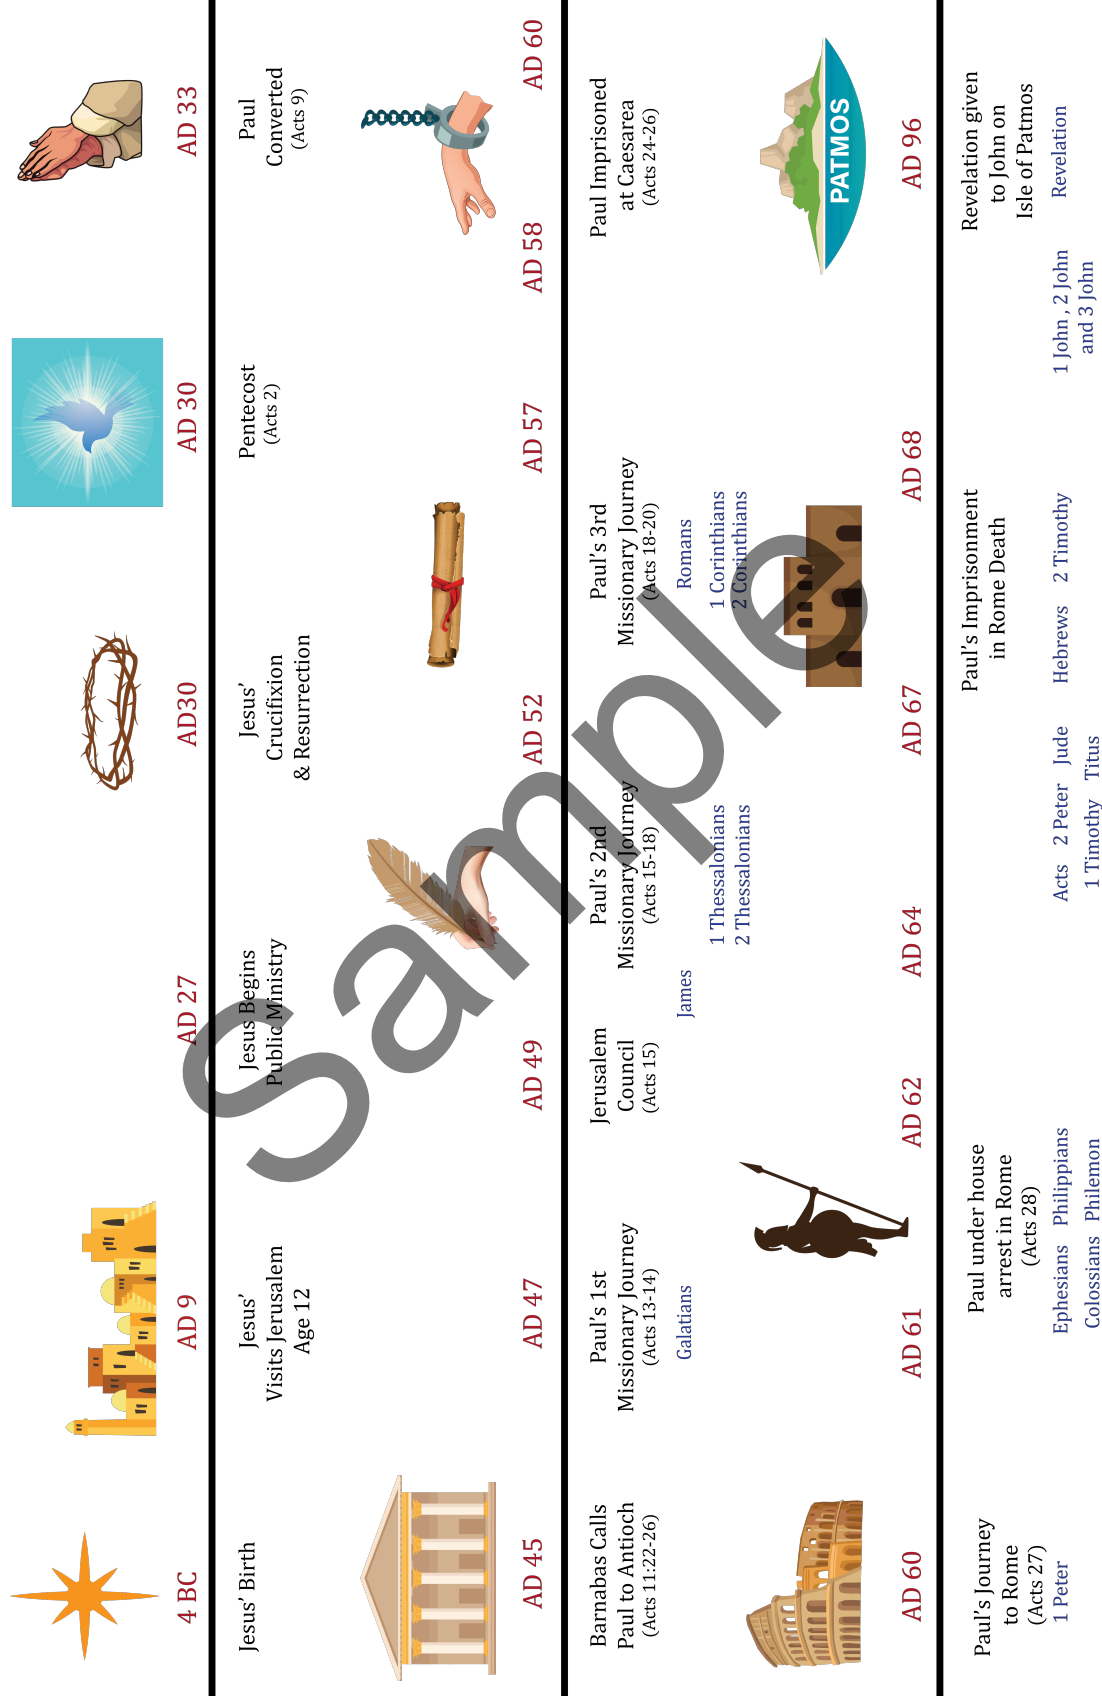 4 BC
AD 9
AD 27
AD30
AD 30
AD 33
Jesus’ Birth
Jesus’
Visits Jerusalem
Age 12
Jesus Begins
Public Ministry
Jesus’
Crucifixion
& Resurrection
Pentecost
(Acts 2)
Paul
Converted
(Acts 9)
AD 45
AD 47
AD 49
AD 52
AD 57
AD 58
AD 60
Barnabas Calls
Paul to Antioch
(Acts 11:22-26)
Paul’s 1st
Missionary Journey
(Acts 13-14)
Galatians
Jerusalem
Council
(Acts 15)
James
Paul’s 2nd
Missionary Journey
(Acts 15-18)
1 Thessalonians
2 Thessalonians
Paul’s 3rd
Missionary Journey
(Acts 18-20)
Romans
1 Corinthians
2 Corinthians
Paul Imprisoned
at Caesarea
(Acts 24-26)
PATMOS
AD 60
AD 61
AD 62
AD 64
AD 67
AD 68
AD 96
Paul’s Journey
to Rome
(Acts 27)
1 Peter
Paul under house
arrest in Rome
(Acts 28)
Ephesians Philippians
Colossians Philemon
Acts 2 Peter Jude
1 Timothy Titus
Paul’s Imprisonment
in Rome Death
Hebrews 2 Timothy
Revelation given
to John on
Isle of Patmos
1 John , 2 John
and 3 John
Revelation
Sample